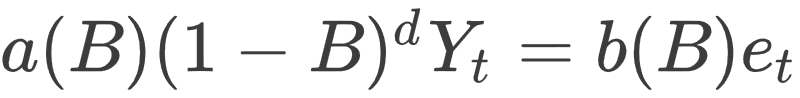 a(B)(1 − B)^d Y_t = b(B)e_t